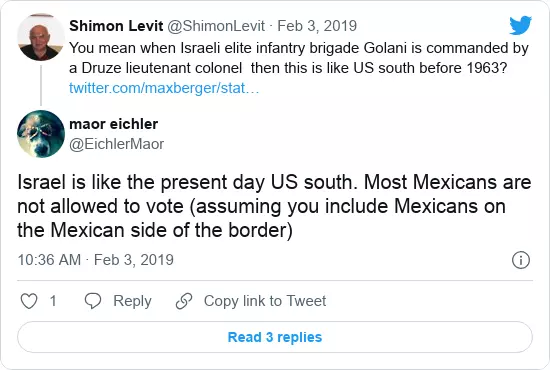 Shimon Levit @ShimonLevit · Feb 3, 2019
You mean when Israeli elite infantry brigade Golani is commanded by
a Druze lieutenant colonel  then this is like US south before 1963?
twitter.com/maxberger/stat…
maor eichler
@EichlerMaor
Israel is like the present day US south. Most Mexicans are
not allowed to vote (assuming you include Mexicans on
the Mexican side of the border)
10:36 AM · Feb 3, 2019
1 Reply Copy link to Tweet
Read 3 replies